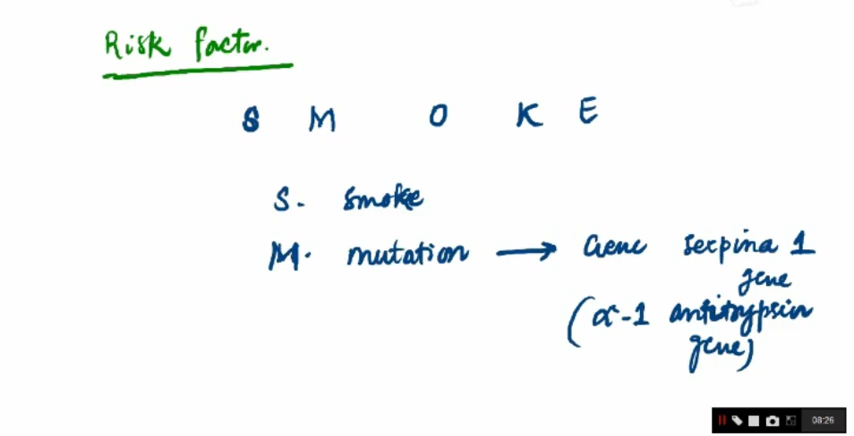 Risk factor.
S M O K E
S. Smoke
M. mutation → Gene serpina 1
gene
(α-1 antitrypsin
gene)
08:26